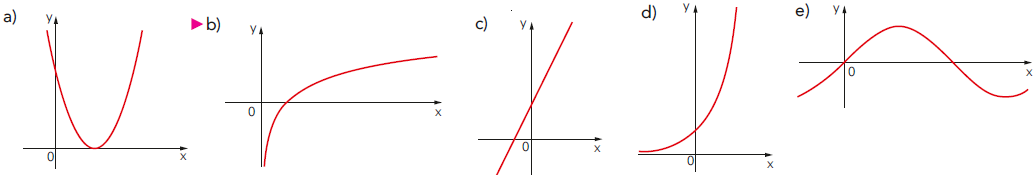 a) y 0 x
b) y 0 x
c) y 0 x
d) y 0 x
e) y 0 x